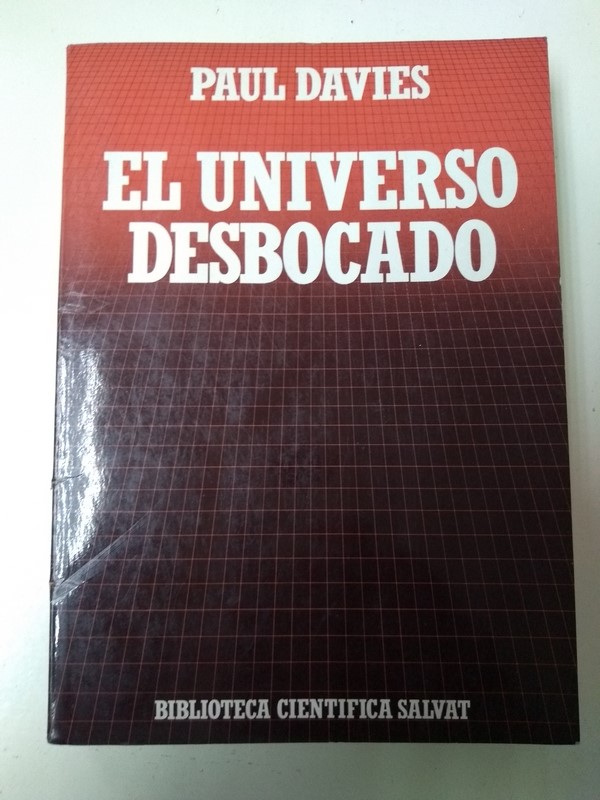 PAUL DAVIES
EL UNIVERSO
DESBOCADO
BIBLIOTECA CIENTIFICA SALVAT